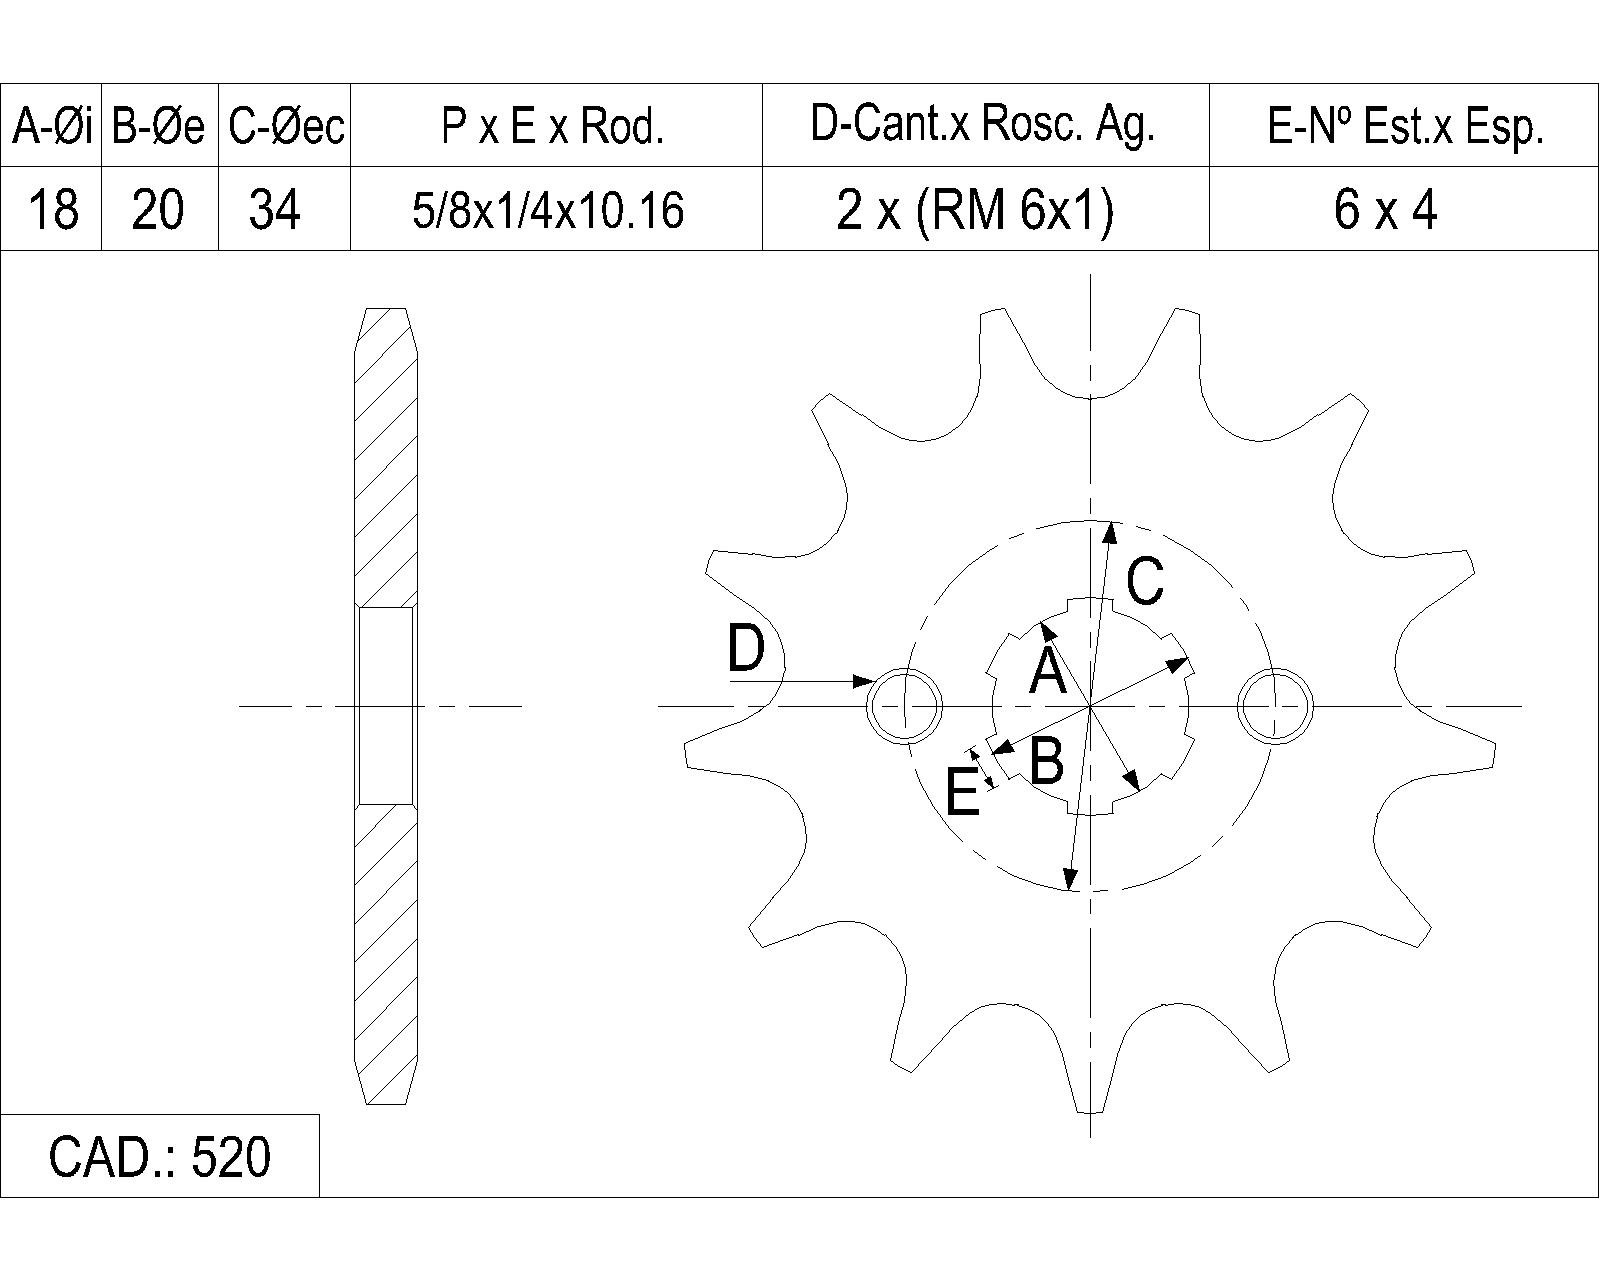 A-Øi B-Øe C-Øec P x E x Rod. D-Cant.x Rosc. Ag. E-Nº Est.x Esp.
18 20 34 5/8x1/4x10.16 2 x (RM 6x1) 6 x 4
C
D
A
B
E
CAD.: 520